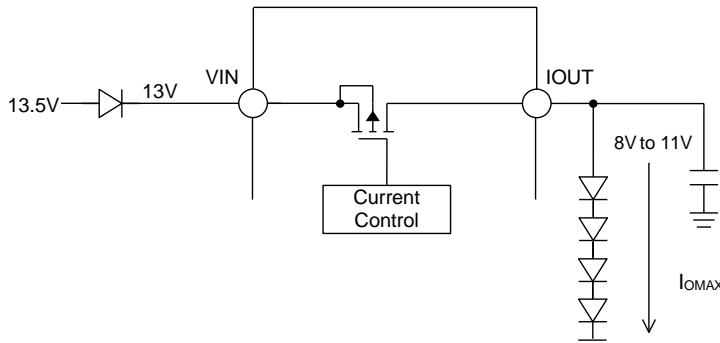 VIN
IOUT
13.5V
13V
8V to 11V
Current
Control
IOMAX